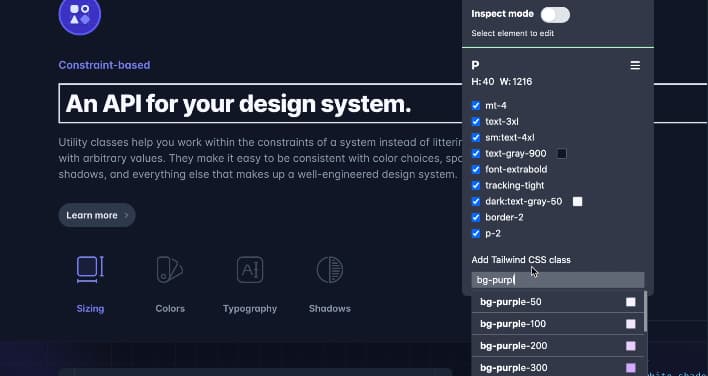 Constraint-based
An API for your design system.
Utility classes help you work within the constraints of a system instead of
with arbitrary values. They make it easy to be consistent with color choices,
shadows, and everything else that makes up a well-engineered design system.
Learn more
Sizing
Colors
Typography
Shadows
Inspect mode
Select element to edit
P
H: 40 W: 1216
mt-4
text-3xl
sm:text-4xl
text-gray-900
font-extrabold
tracking-tight
dark:text-gray-50
border-2
p-2
Add Tailwind CSS class
bg-purpl
bg-purple-50
bg-purple-100
bg-purple-200
bg-purple-300